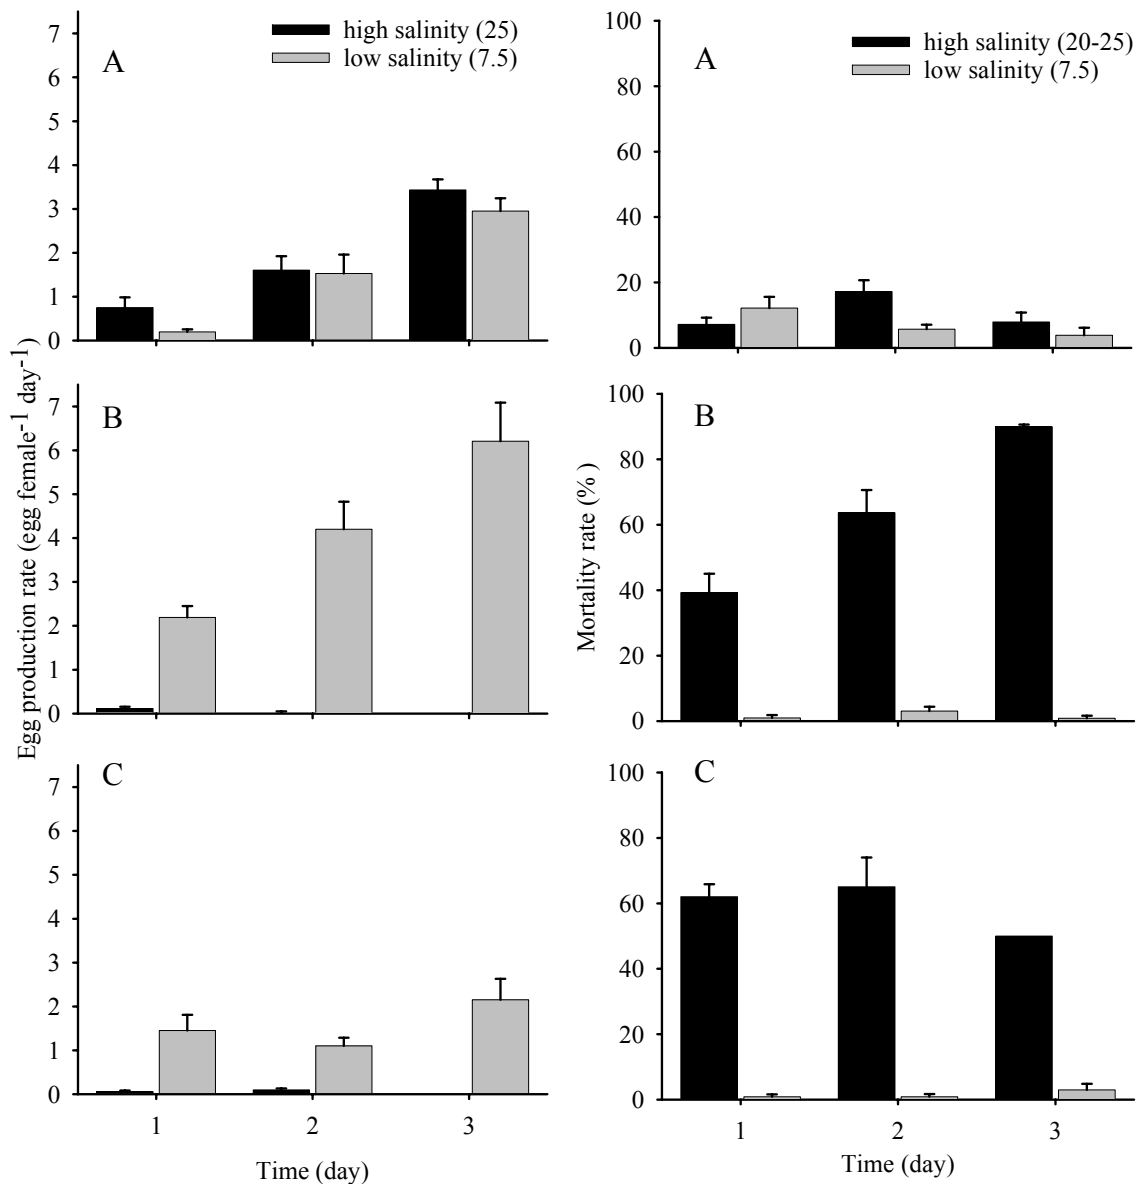 Egg production rate (egg female-1 day-1)
A
high salinity (25)
low salinity (7.5)
7
6
5
4
3
2
1
0
B
7
6
5
4
3
2
1
0
C
7
6
5
4
3
2
1
0
1 2 3
Time (day)
Mortality rate (%)
A
high salinity (20-25)
low salinity (7.5)
100
80
60
40
20
0
B
100
80
60
40
20
0
C
100
80
60
40
20
0
1 2 3
Time (day)